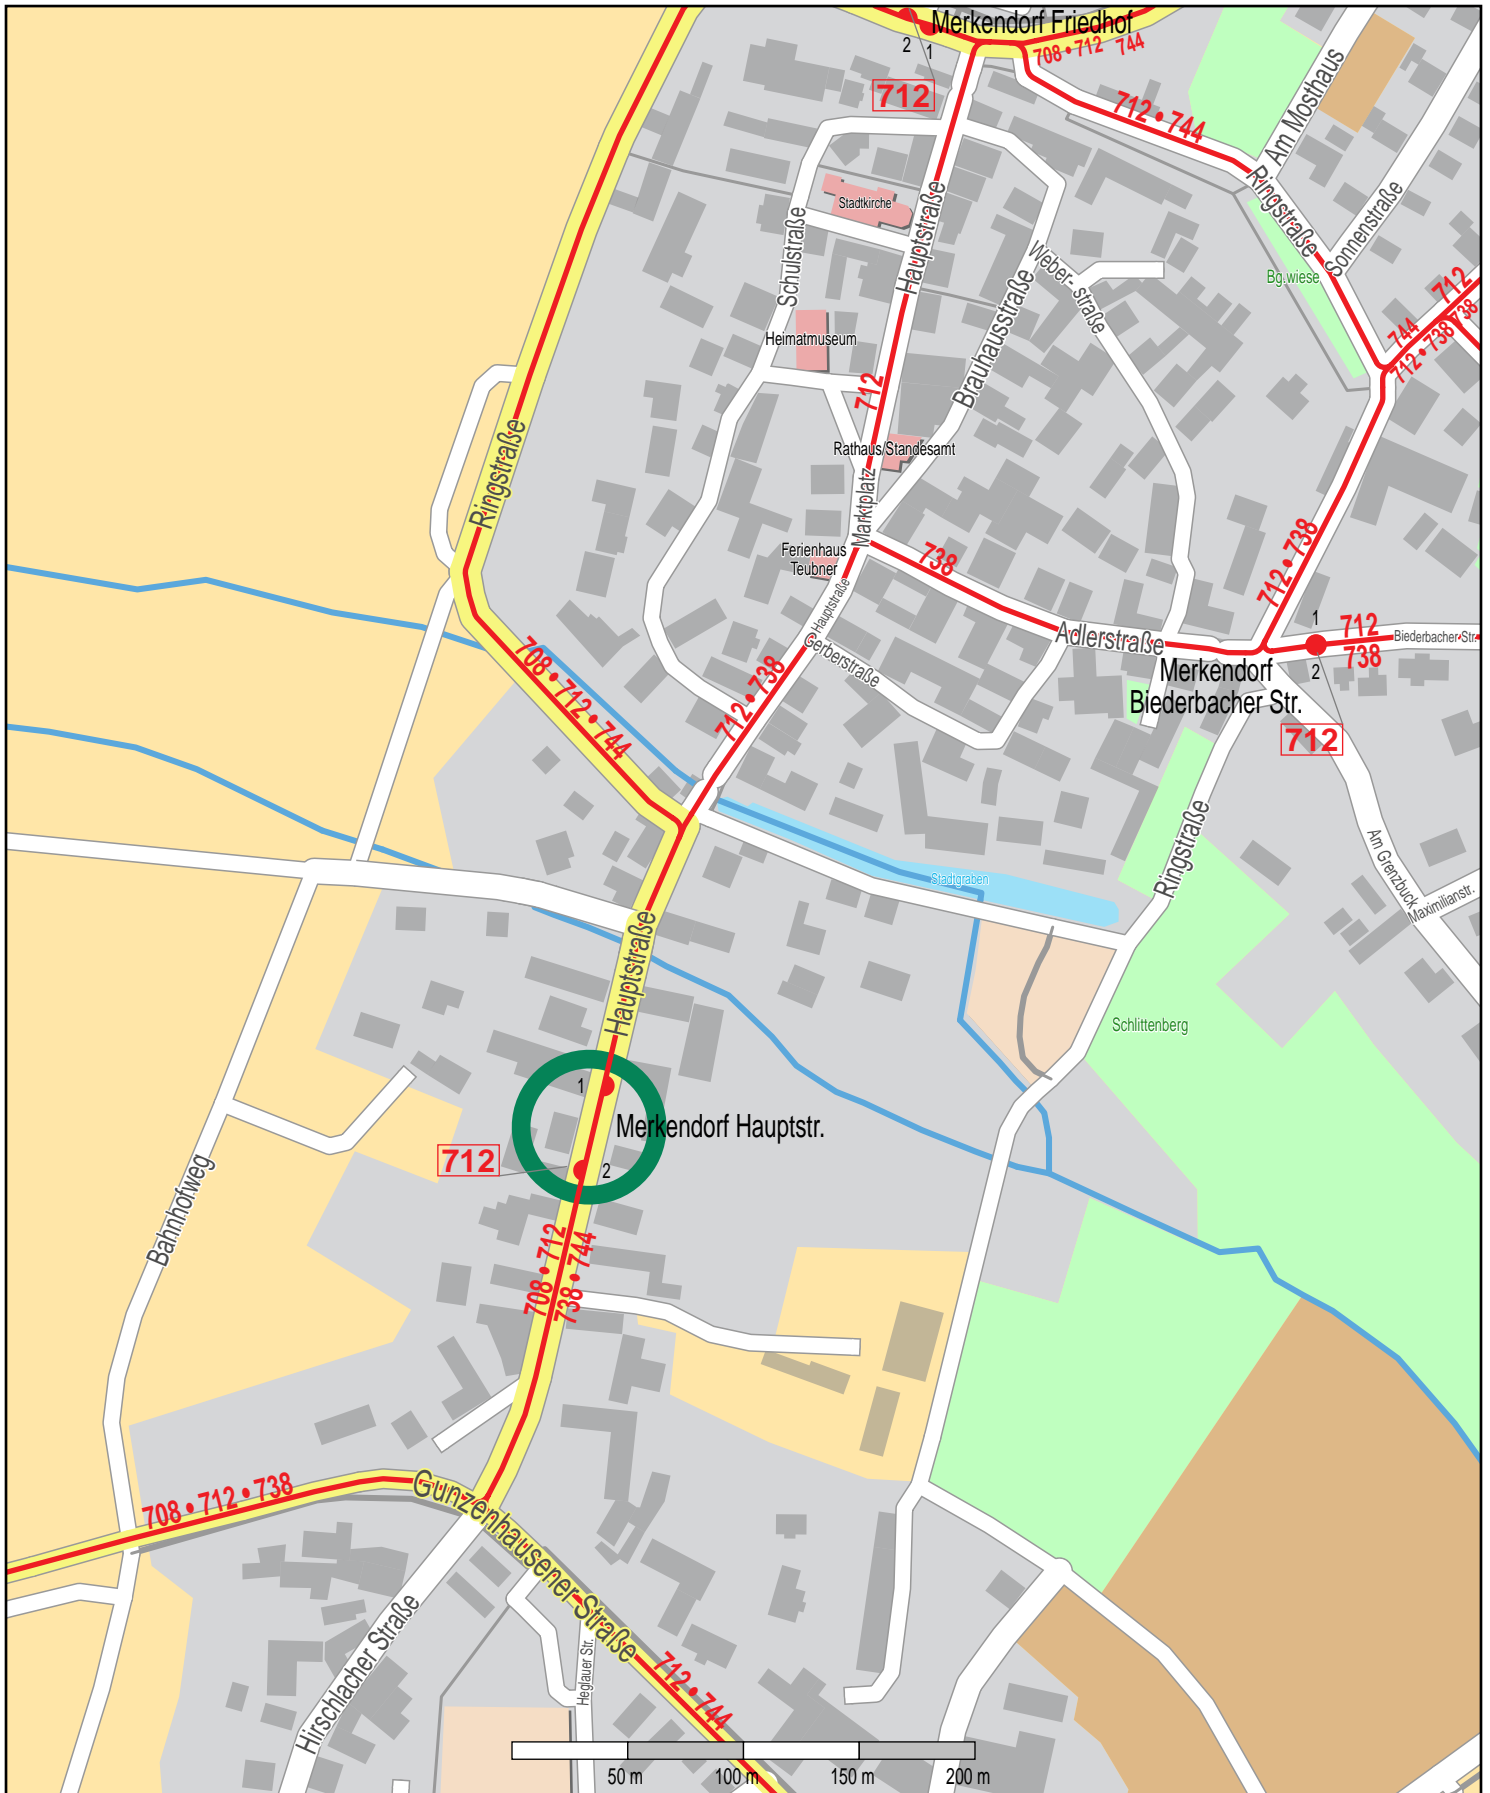 Merkendorf Friedhof
2
1
708 • 712
744
712
712 • 744
Am Mosthaus
Ringstraße
Sonnenstraße
Stadtkirche
Hauptstraße
Schulstraße
Weber-
straße
Bg.wiese
712
744
738
712 • 738
Heimatmuseum
Brauhausstraße
712
Rathaus/Standesamt
Ringstraße
Marktplatz
Ferienhaus
Teubner
738
712 • 738
Hauptstraße
Gerberstraße
Adlerstraße
1
712
738
Biederbacher Str.
2
Merkendorf
Biederbacher Str.
712
708 • 712 • 744
712 • 738
Ringstraße
Am Grenzbuck
Maximilianstr.
Stadtgraben
Hauptstraße
Schlittenberg
1
Merkendorf Hauptstr.
712
2
Bahnhofweg
708 • 712
738 • 744
708 • 712 • 738
Gunzenhausener Straße
Hirschlacher Straße
Heglauer Str.
712 • 744
50 m
100 m
150 m
200 m